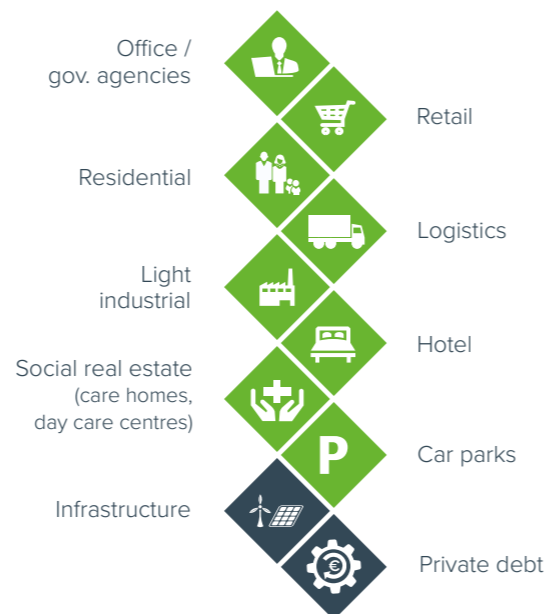 Office /
gov. agencies
Retail
Residential
Logistics
Light
industrial
Hotel
Social real estate
(care homes,
day care centres)
P
Car parks
Infrastructure
€
Private debt